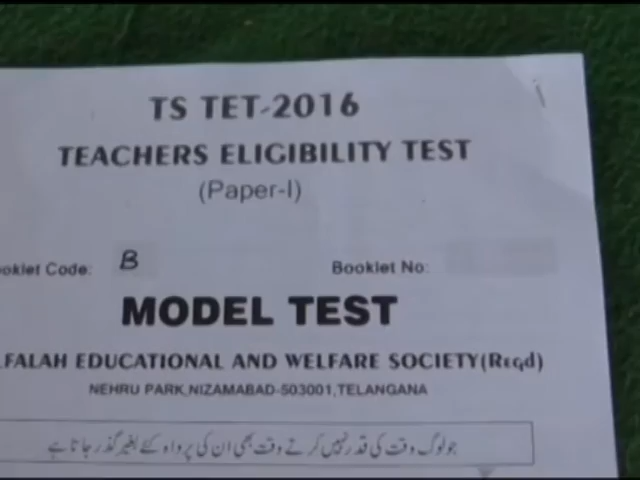 TS TET-2016
TEACHERS ELIGIBILITY TEST
(Paper-I)
ooklet Code: B Booklet No:
MODEL TEST
FALAH EDUCATIONAL AND WELFARE SOCIETY(Regd)
NEHRU PARK,NIZAMABAD-503001,TELANGANA
جو لوگ وقت کی قدر نہیں کرتے وقت بھی ان کی پرواہ کئے بغیر گذر جاتا ہے